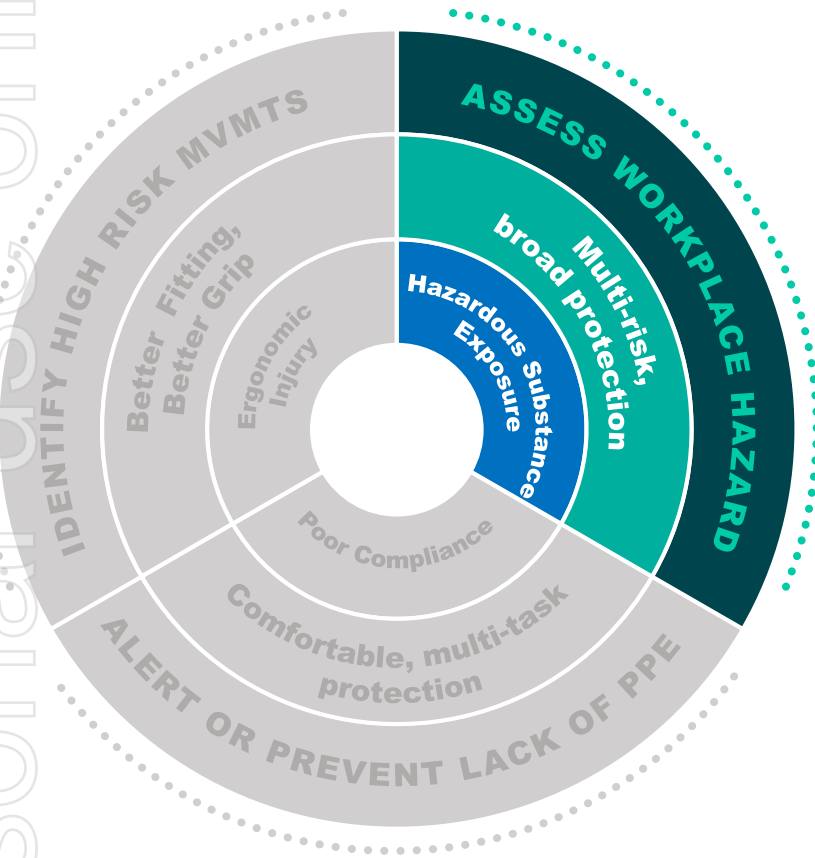 ASSESS WORKPLACE HAZARD
Multi-risk,
broad protection
Hazardous Substance
Exposure
IDENTIFY HIGH RISK MVMTS
Better Fitting,
Better Grip
Ergonomic
Injury
Poor Compliance
Comfortable, multi-task
protection
ALERT OR PREVENT LACK OF PPE